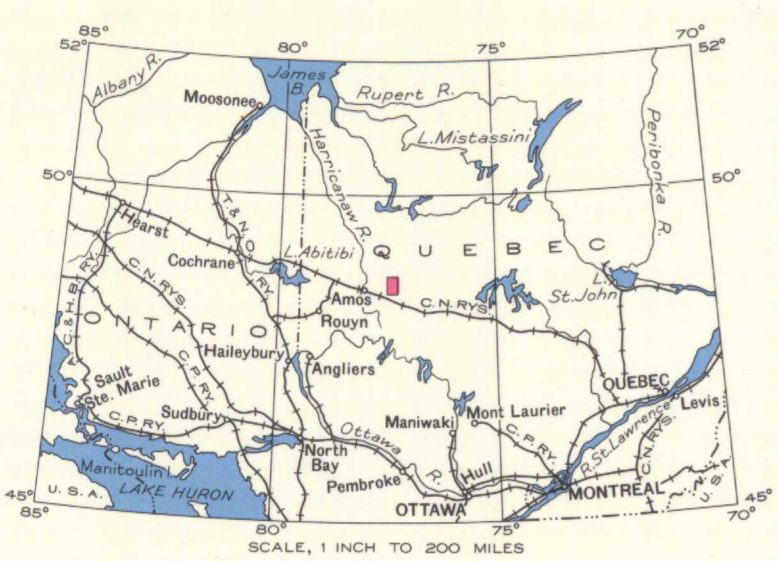 85°
80°
75°
70°
52°
52°
Albany R.
James
B.
Moosonee
Rupert R.
L. Mistassini
Peribonka R.
Harricanaw R.
50°
50°
Hearst
T. & N. O. RY.
L. Abitibi
QUEBEC
Cochrane
Amos
C.N. RYS.
L.
St. John
Rouyn
A.C. & H.B. RY.
C.N. RYS.
ONTARIO
C.P. RY.
Haileybury
Angliers
QUEBEC
Levis
Sault
Ste. Marie
C.P. RY.
Sudbury
Ottawa R.
Maniwaki
Mont Laurier
C.P. RY.
R. St. Lawrence
C.N. RYS.
North
Bay
Manitoulin I.
Pembroke
Hull
U.S.A.
LAKE HURON
OTTAWA
MONTREAL
U.S.A.
45°
45°
85°
80°
75°
70°
SCALE, 1 INCH TO 200 MILES